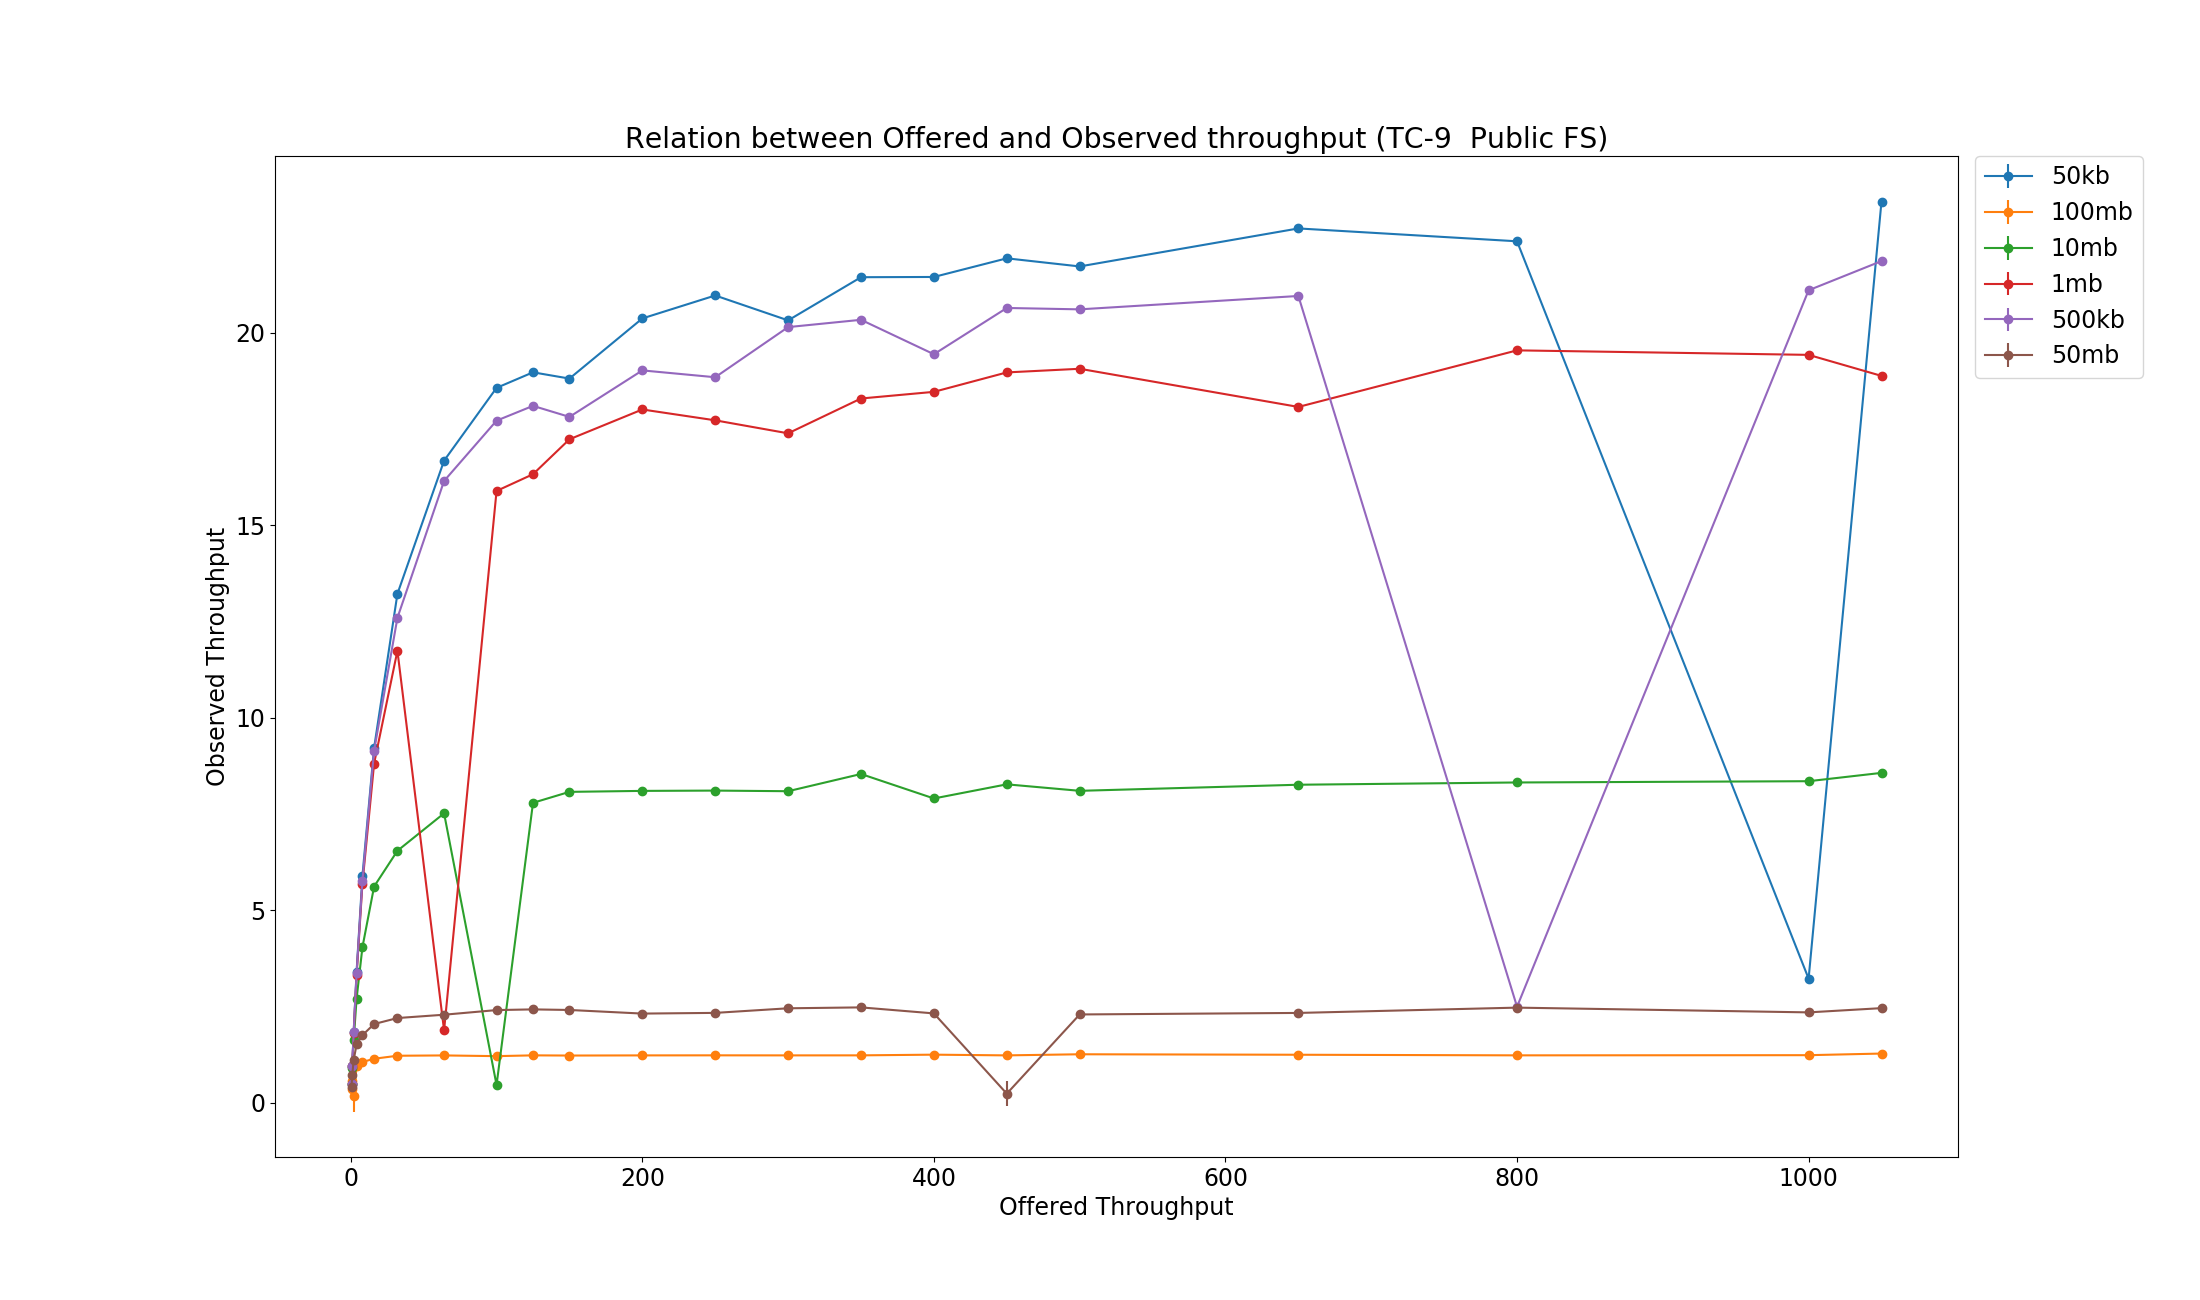 Relation between Offered and Observed throughput (TC-9  Public FS)
50kb
100mb
10mb
1mb
500kb
50mb
Observed Throughput
20
15
10
5
0
0 200 400 600 800 1000
Offered Throughput